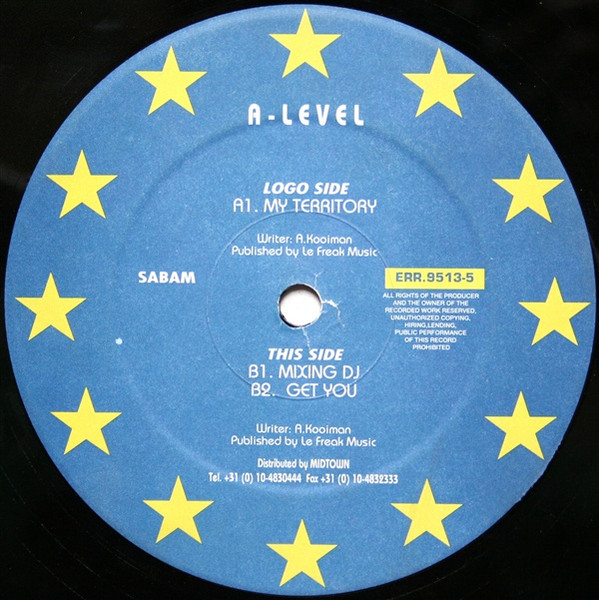 A-LEVEL
LOGO SIDE
A1. MY TERRITORY
Writer: A.Kooiman
Published by Le Freak Music
SABAM
ERR.9513-5
ALL RIGHTS OF THE PRODUCER
AND THE OWNER OF THE
RECORDED WORK RESERVED,
UNAUTHORIZED COPYING,
HIRING,LENDING,
PUBLIC PERFORMANCE
OF THIS RECORD
PROHIBITED
THIS SIDE
B1. MIXING DJ
B2. GET YOU
Writer: A.Kooiman
Published by Le Freak Music
Distributed by MIDTOWN
Tel. +31 (0) 10-4830444 Fax +31 (0) 10-4832333